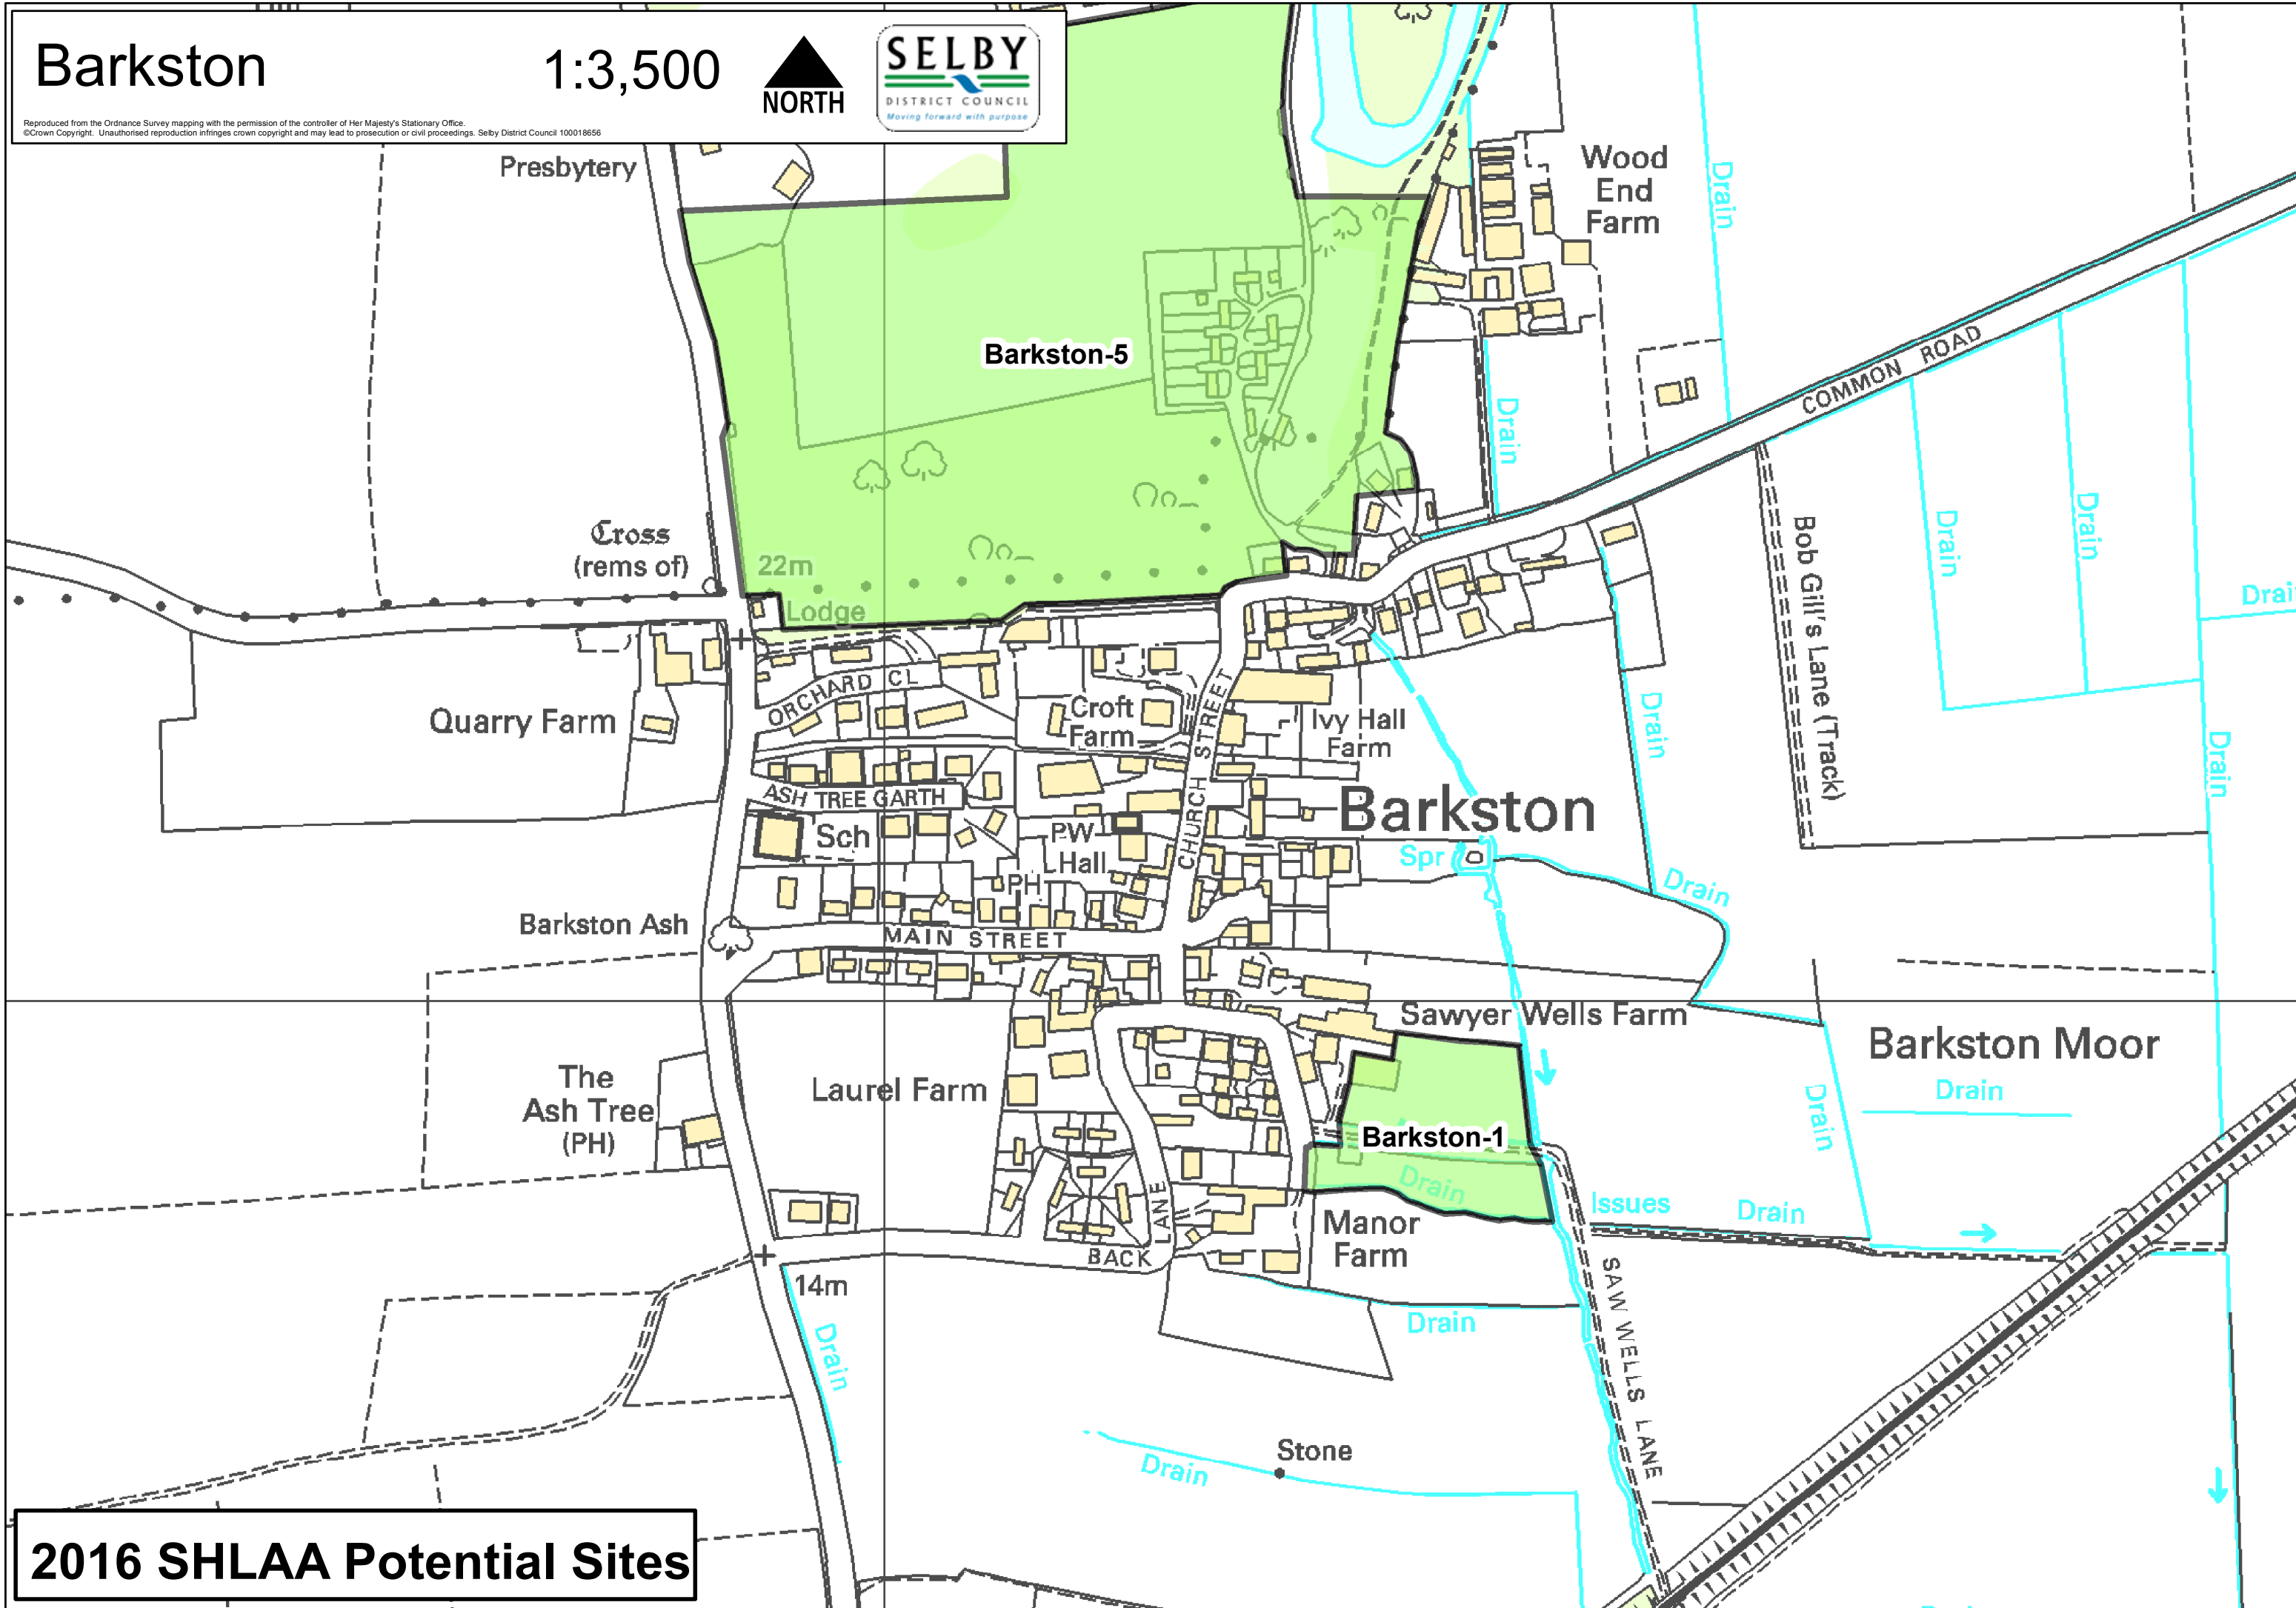 Barkston
1:3,500
NORTH
SELBY
DISTRICT COUNCIL
Moving forward with purpose
Reproduced from the Ordnance Survey mapping with the permission of the controller of Her Majesty's Stationary Office.
©Crown Copyright. Unauthorised reproduction infringes crown copyright and may lead to prosecution or civil proceedings. Selby District Council 100018656
Presbytery
Wood
End
Farm
Drain
Barkston-5
COMMON ROAD
Drain
Cross
(rems of)
22m
Lodge
Bob Gill's Lane (Track)
Drain
Drain
Drai
Quarry Farm
ORCHARD CL
Croft
Farm
CHURCH STREET
Ivy Hall
Farm
Drain
Drain
ASH TREE GARTH
Sch
PW
Hall
PH
Barkston
Spr
Drain
Barkston Ash
MAIN STREET
Sawyer Wells Farm
Barkston Moor
The
Ash Tree
(PH)
Laurel Farm
Drain
Drain
Barkston-1
Drain
Issues
Drain
Manor
Farm
BACK LANE
14m
Drain
Drain
SAW WELLS LANE
Stone
Drain
2016 SHLAA Potential Sites